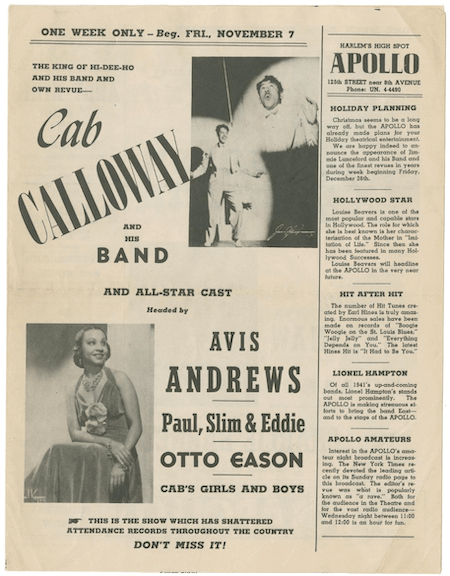 ONE WEEK ONLY – Beg. FRI., NOVEMBER 7
THE KING OF HI-DEE-HO
AND HIS BAND AND
OWN REVUE—
Cab
CALLOWAY
AND
HIS
BAND
AND ALL-STAR CAST
Headed by
AVIS
ANDREWS
Paul, Slim & Eddie
OTTO EASON
CAB'S GIRLS AND BOYS
☛ THIS IS THE SHOW WHICH HAS SHATTERED
ATTENDANCE RECORDS THROUGHOUT THE COUNTRY
DON'T MISS IT!
HARLEM'S HIGH SPOT
APOLLO
125th STREET near 8th AVENUE
Phone: UN. 4-4490
HOLIDAY PLANNING
Christmas seems to be a long
way off, but the APOLLO has
already made plans for your
Holiday theatrical entertainment.
We are happy indeed to an-
nounce the appearance of Jim-
mie Lunceford and his Band and
one of the finest revues in years
during week beginning Friday,
December 26th.
HOLLYWOOD STAR
Louise Beavers is one of the
most popular and capable stars in
Hollywood. The role for which
she is best known is her charac-
terization of the Mother in "Imi-
tation of Life." Since then she
has been featured in many Hol-
lywood Successes.
Louise Beavers will headline
at the APOLLO in the very near
future.
HIT AFTER HIT
The number of Hit Tunes cre-
ated by Earl Hines is truly amaz-
ing. Enormous sales have been
made on records of "Boogie
Woogie on the St. Louis Blues,"
"Jelly Jelly" and "Everything
Depends on You." The latest
Hines Hit is "It Had to Be You."
LIONEL HAMPTON
Of all 1941's up-and-coming
bands, Lionel Hampton's stands
out most prominently. The
APOLLO is making strenuous ef-
forts to bring the band East—
and to the stage of the APOLLO.
APOLLO AMATEURS
Interest in the APOLLO's ama-
teur night broadcast is increas-
ing. The New York Times re-
cently devoted the leading arti-
cle on its Sunday radio page to
this broadcast. The editor's re-
vue was what is popularly
known as "a rave." Both for
the audience in the Theatre and
for the vast radio audience—
Wednesday night between 11:00
and 12:00 is an hour for fun.